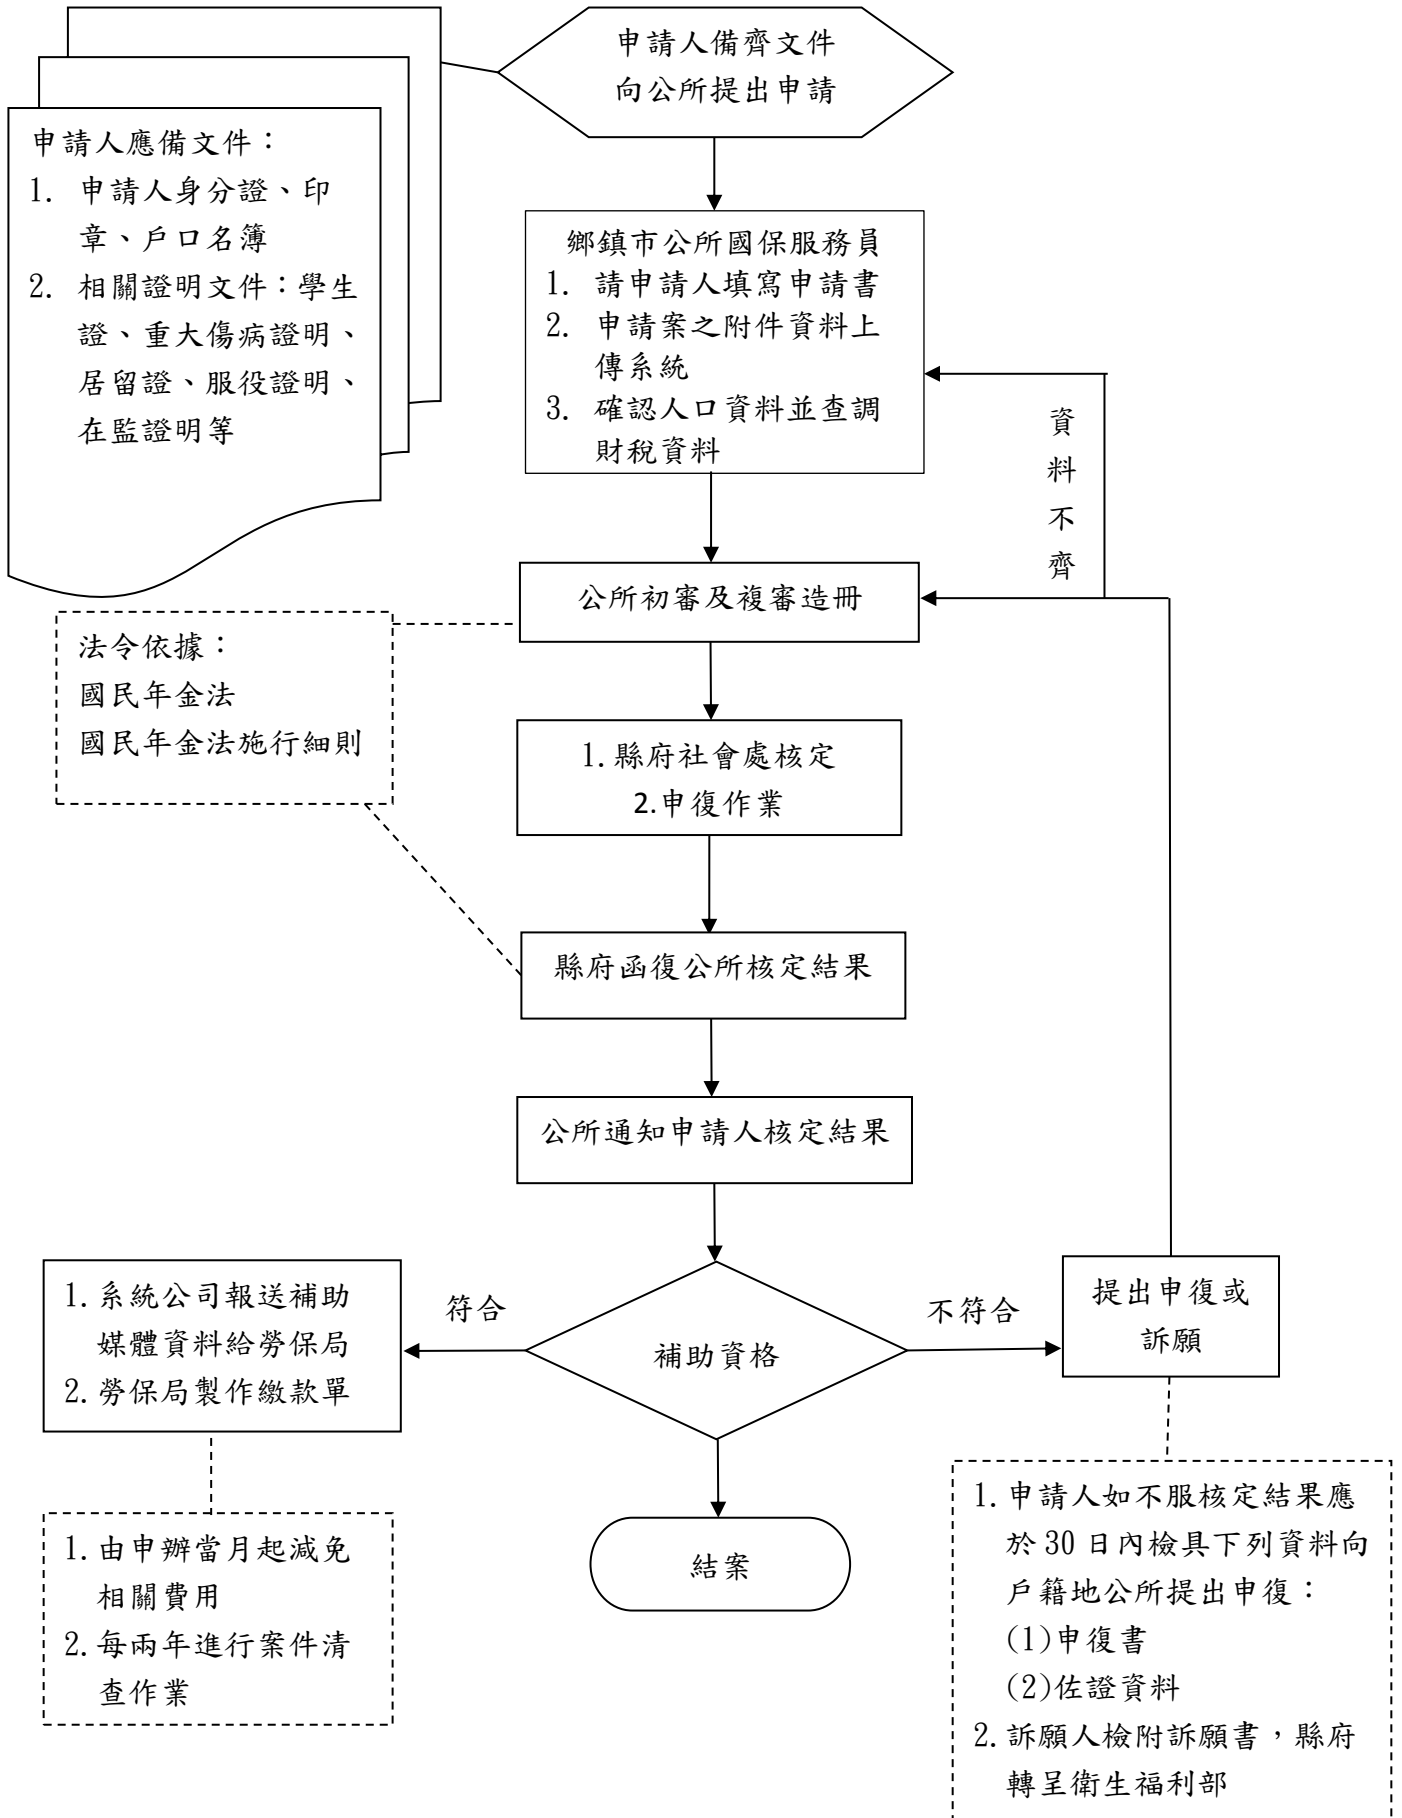 申請人備齊文件
向公所提出申請
申請人應備文件：
1. 申請人身分證、印
章、戶口名簿
2. 相關證明文件：學生
證、重大傷病證明、
居留證、服役證明、
在監證明等
鄉鎮市公所國保服務員
1. 請申請人填寫申請書
2. 申請案之附件資料上
傳系統
3. 確認人口資料並查調
財稅資料
資
料
不
齊
公所初審及複審造冊
法令依據：
國民年金法
國民年金法施行細則
1.縣府社會處核定
2.申復作業
縣府函復公所核定結果
公所通知申請人核定結果
1.系統公司報送補助
媒體資料給勞保局
2.勞保局製作繳款單
符合
補助資格
不符合
提出申復或
訴願
1.由申辦當月起減免
相關費用
2.每兩年進行案件清
查作業
結案
1.申請人如不服核定結果應
於30日內檢具下列資料向
戶籍地公所提出申復：
(1)申復書
(2)佐證資料
2.訴願人檢附訴願書，縣府
轉呈衛生福利部